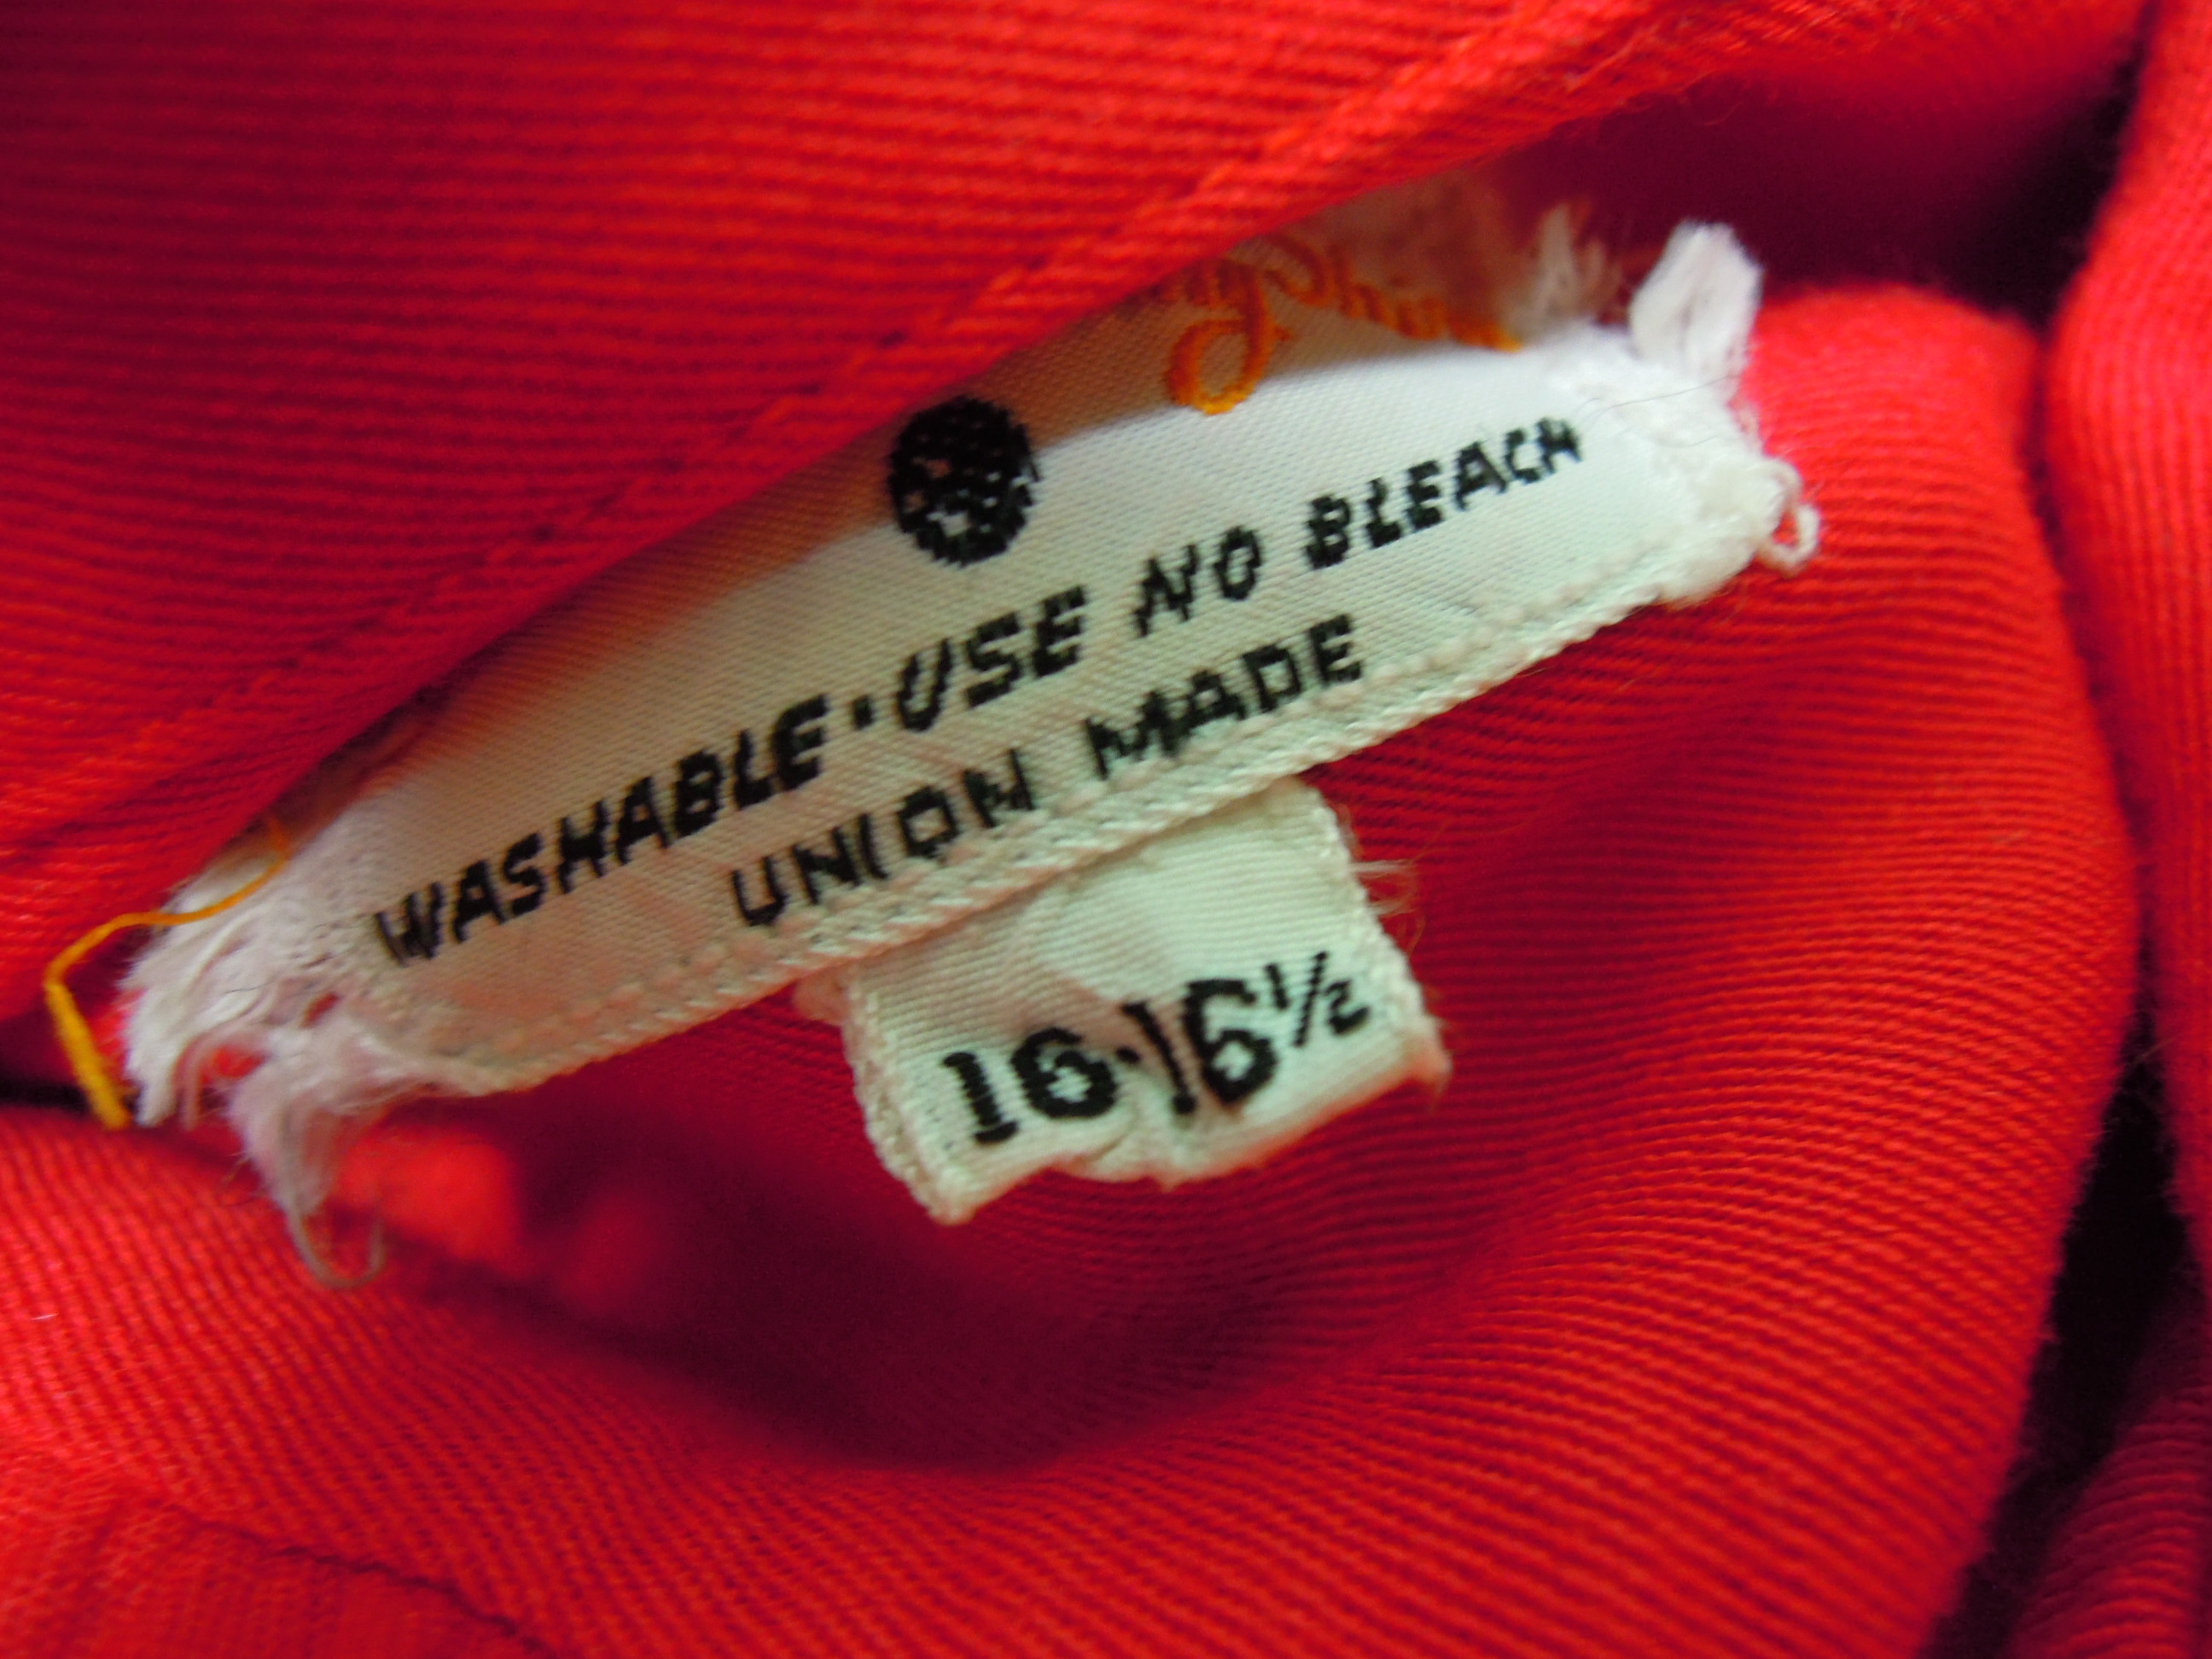 WASHABLE · USE NO BLEACH
UNION MADE
16·16½